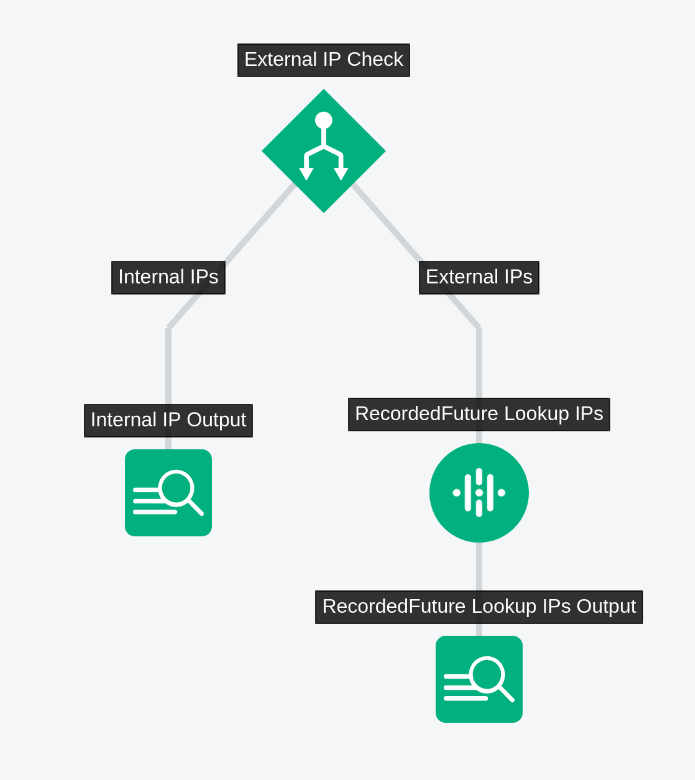 External IP Check
Internal IPs
External IPs
Internal IP Output
RecordedFuture Lookup IPs
RecordedFuture Lookup IPs Output